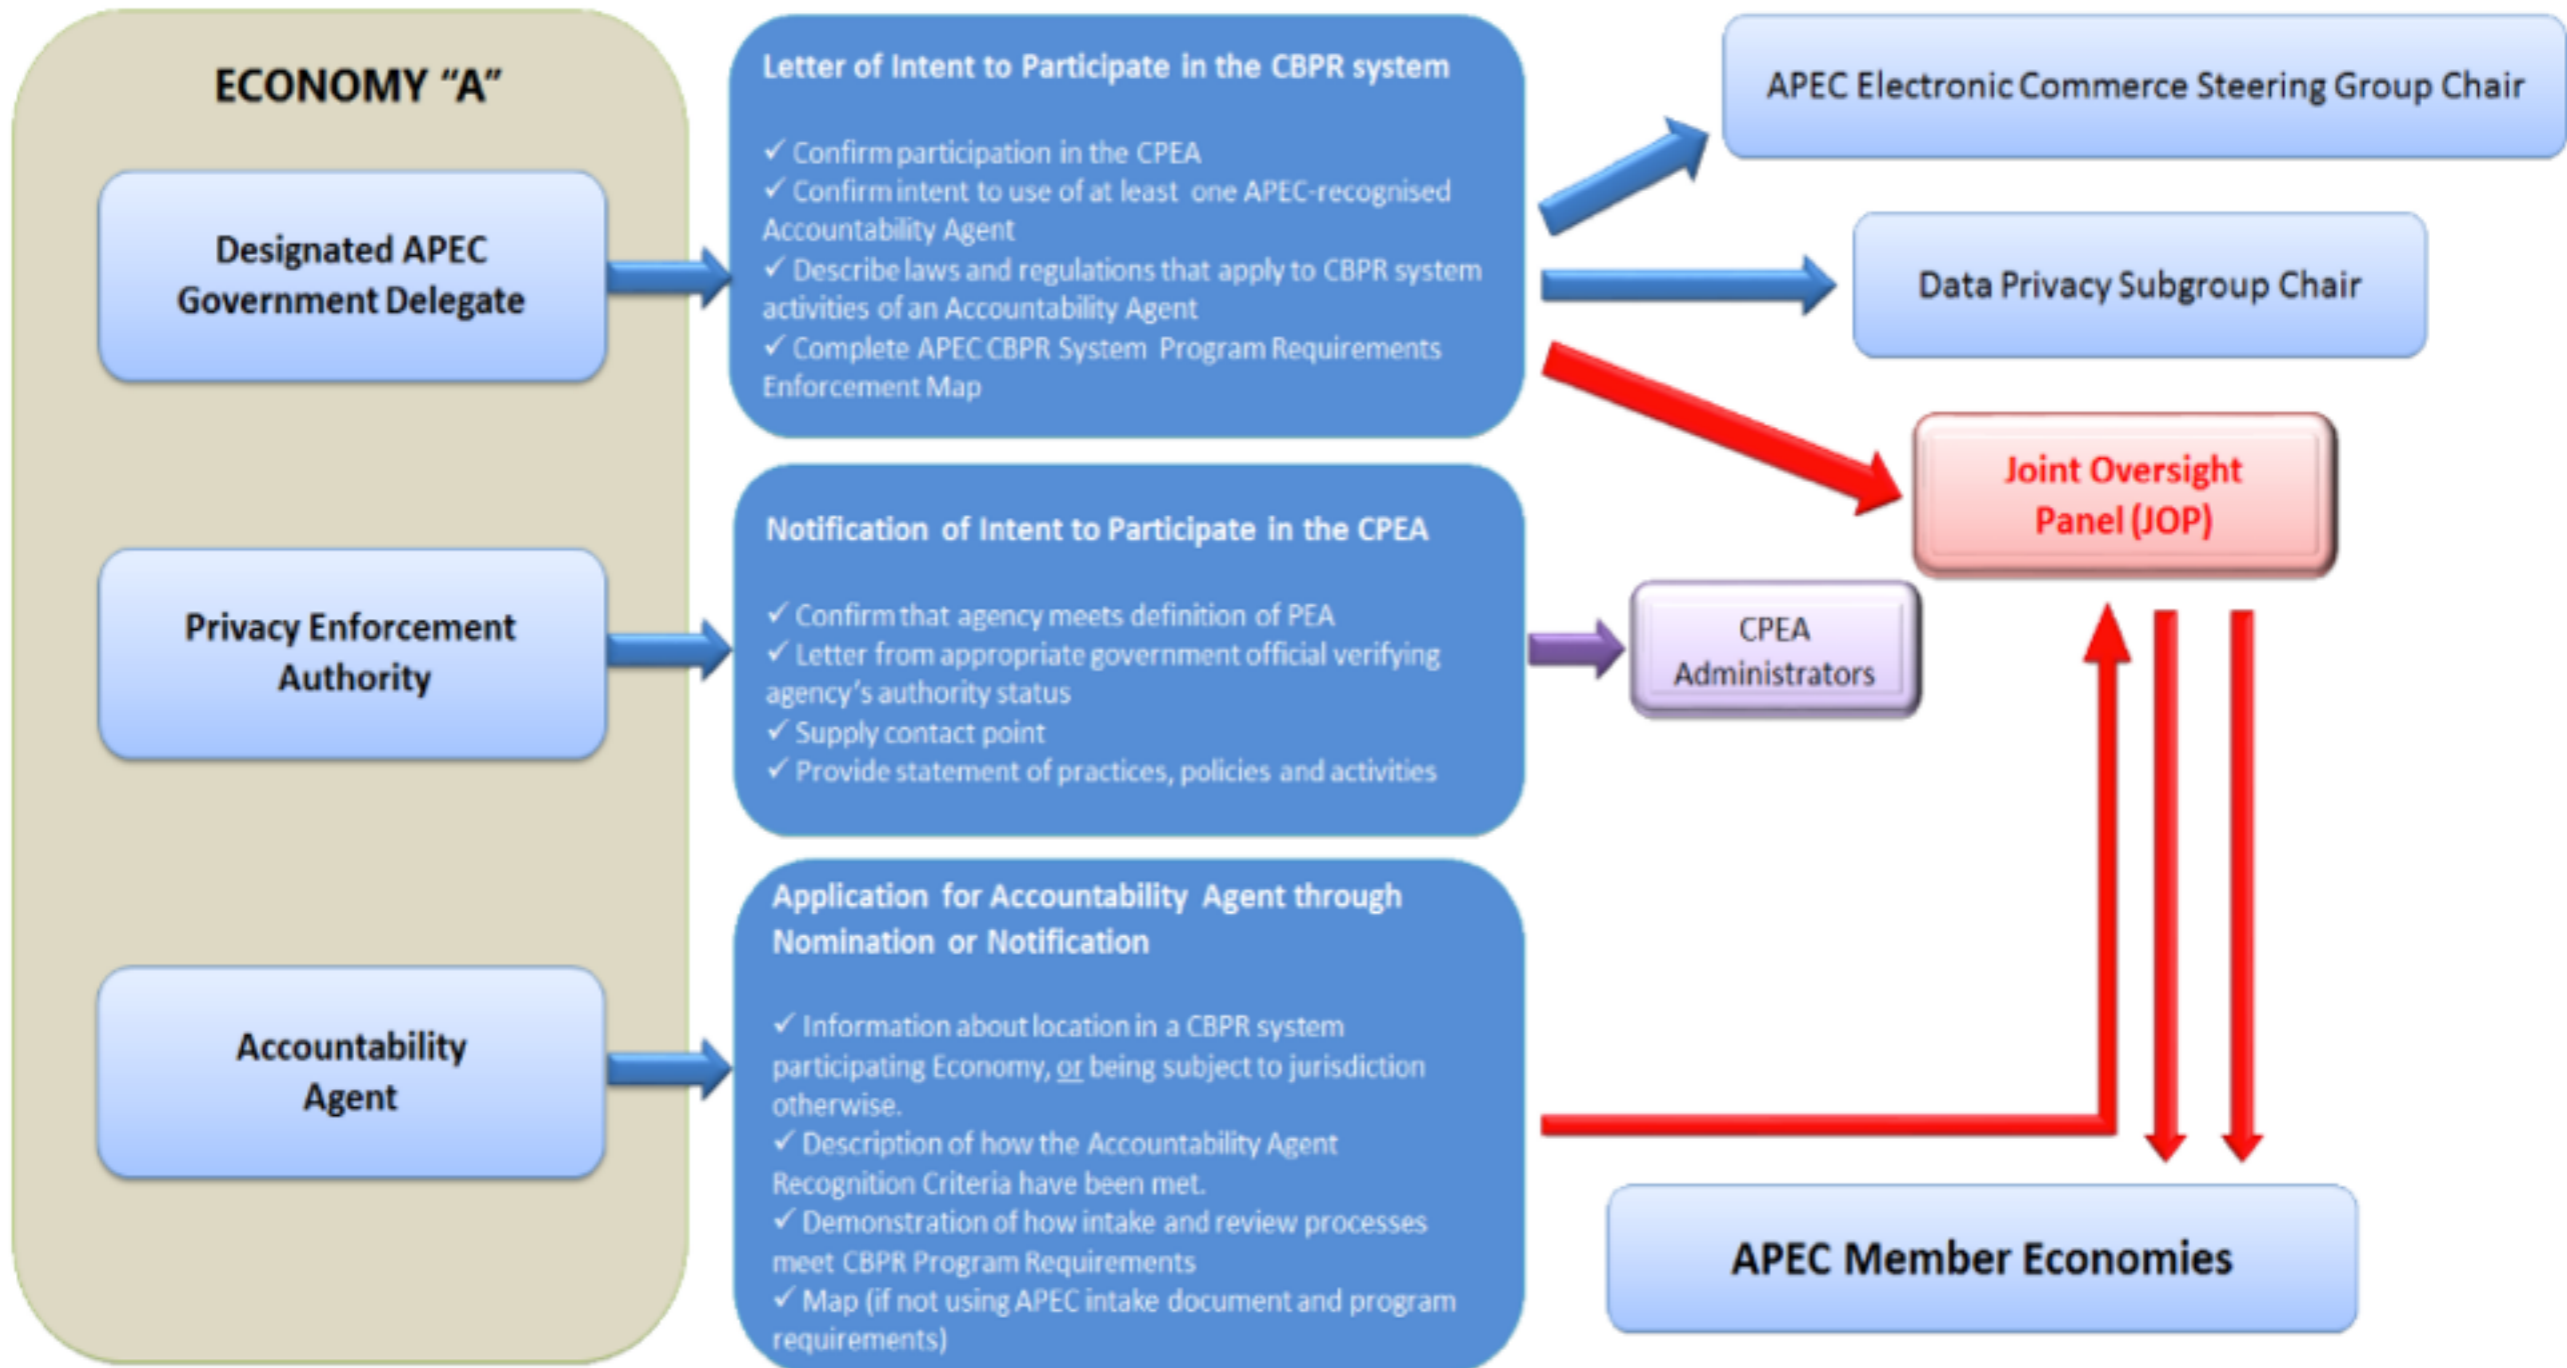 ECONOMY “A”
Designated APEC
Government Delegate
Privacy Enforcement
Authority
Accountability
Agent
Letter of Intent to Participate in the CBPR system
✓ Confirm participation in the CPEA
✓ Confirm intent to use of at least one APEC-recognised
Accountability Agent
✓ Describe laws and regulations that apply to CBPR system
activities of an Accountability Agent
✓ Complete APEC CBPR System Program Requirements
Enforcement Map
Notification of Intent to Participate in the CPEA
✓ Confirm that agency meets definition of PEA
✓ Letter from appropriate government official verifying
agency’s authority status
✓ Supply contact point
✓ Provide statement of practices, policies and activities
Application for Accountability Agent through
Nomination or Notification
✓ Information about location in a CBPR system
participating Economy, or being subject to jurisdiction
otherwise.
✓ Description of how the Accountability Agent
Recognition Criteria have been met.
✓ Demonstration of how intake and review processes
meet CBPR Program Requirements
✓ Map (if not using APEC intake document and program
requirements)
APEC Electronic Commerce Steering Group Chair
Data Privacy Subgroup Chair
Joint Oversight
Panel (JOP)
CPEA
Administrators
APEC Member Economies